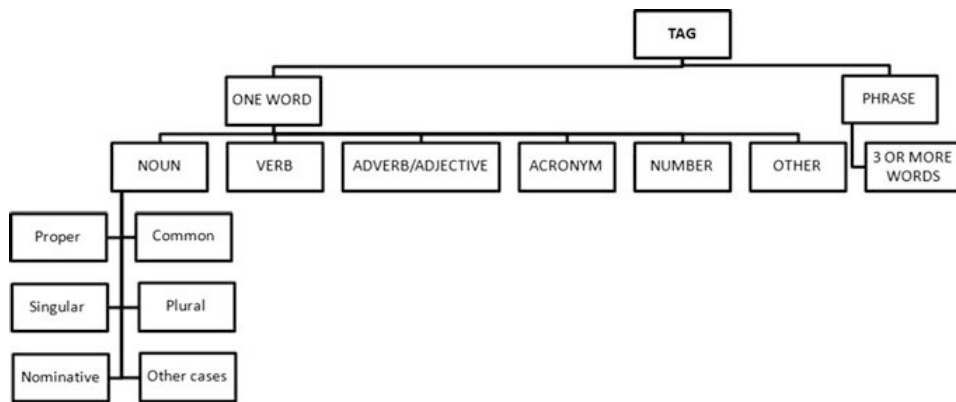 TAG
ONE WORD
PHRASE
NOUN
VERB
ADVERB/ADJECTIVE
ACRONYM
NUMBER
OTHER
3 OR MORE
WORDS
Proper
Common
Singular
Plural
Nominative
Other cases